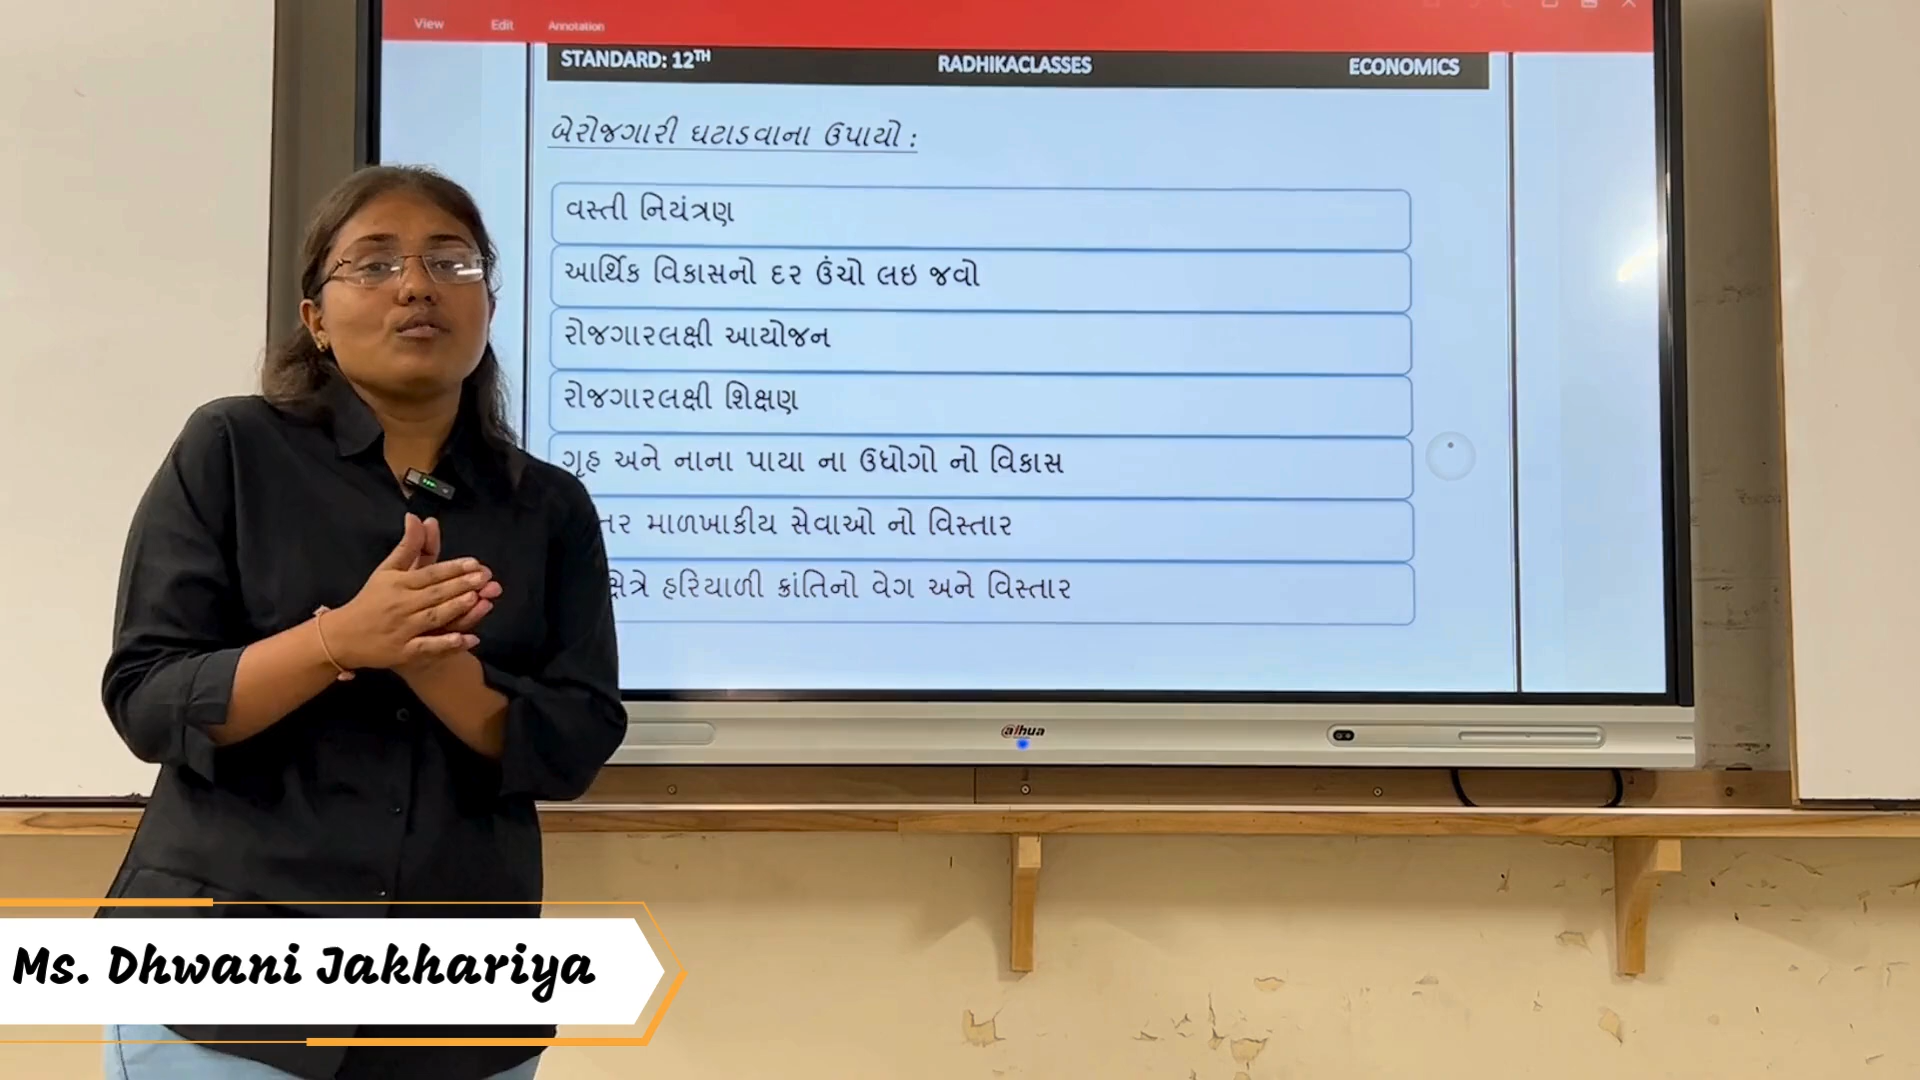 View Edit Annotation
STANDARD: 12TH RADHIKACLASSES ECONOMICS
બેરોજગારી ઘટાડવાના ઉપાયો :
વસ્તી નિયંત્રણ
આર્થિક વિકાસનો દર ઉંચો લઇ જવો
રોજગારલક્ષી આયોજન
રોજગારલક્ષી શિક્ષણ
ગૃહ અને નાના પાયા ના ઉધોગો નો વિકાસ
માળખાકીય સેવાઓ નો વિસ્તાર
હરિયાળી ક્રાંતિનો વેગ અને વિસ્તાર
alhua
Ms. Dhwani Jakhariya